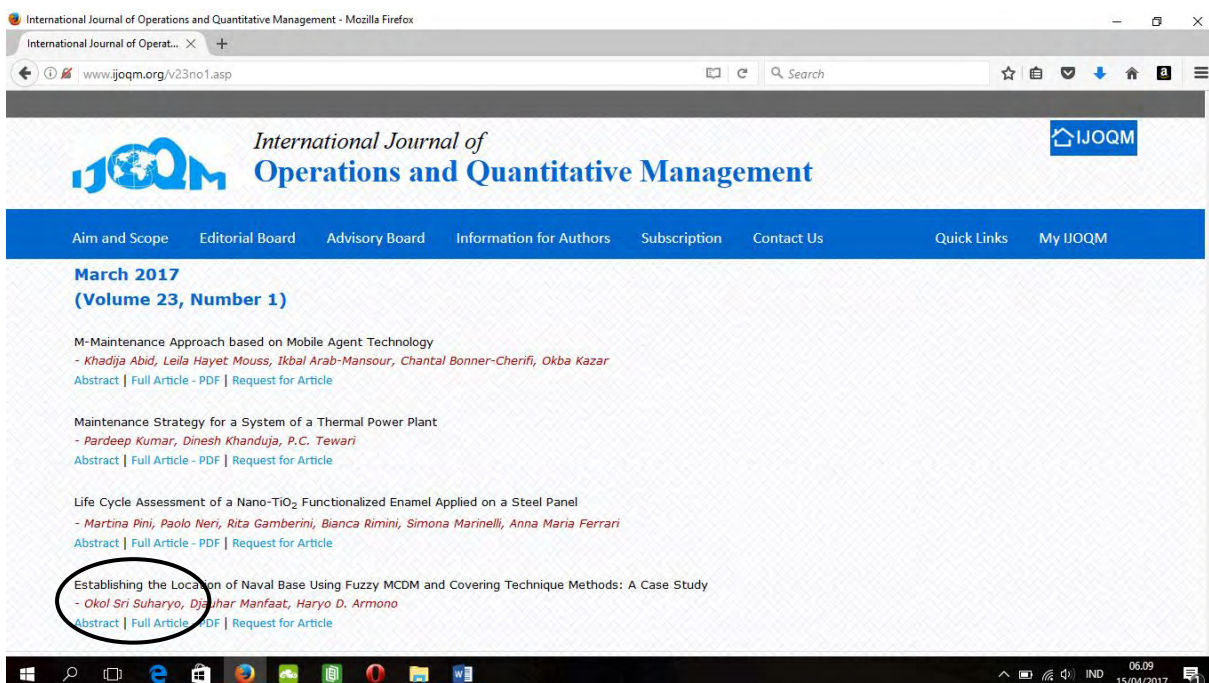 International Journal of Operations and Quantitative Management - Mozilla Firefox
International Journal of Operat...
www.ijoqm.org/v23no1.asp
Search
IJOQM
International Journal of
Operations and Quantitative Management
IJOQM
Aim and Scope Editorial Board Advisory Board Information for Authors Subscription Contact Us Quick Links My IJOQM
March 2017
(Volume 23, Number 1)
M-Maintenance Approach based on Mobile Agent Technology
- Khadija Abid, Leila Hayet Mouss, Ikbal Arab-Mansour, Chantal Bonner-Cherifi, Okba Kazar
Abstract | Full Article - PDF | Request for Article
Maintenance Strategy for a System of a Thermal Power Plant
- Pardeep Kumar, Dinesh Khanduja, P.C. Tewari
Abstract | Full Article - PDF | Request for Article
Life Cycle Assessment of a Nano-TiO₂ Functionalized Enamel Applied on a Steel Panel
- Martina Pini, Paolo Neri, Rita Gamberini, Bianca Rimini, Simona Marinelli, Anna Maria Ferrari
Abstract | Full Article - PDF | Request for Article
Establishing the Location of Naval Base Using Fuzzy MCDM and Covering Technique Methods: A Case Study
- Okol Sri Suharyo, Djauhar Manfaat, Haryo D. Armono
Abstract | Full Article - PDF | Request for Article
IND
06.09
15/04/2017